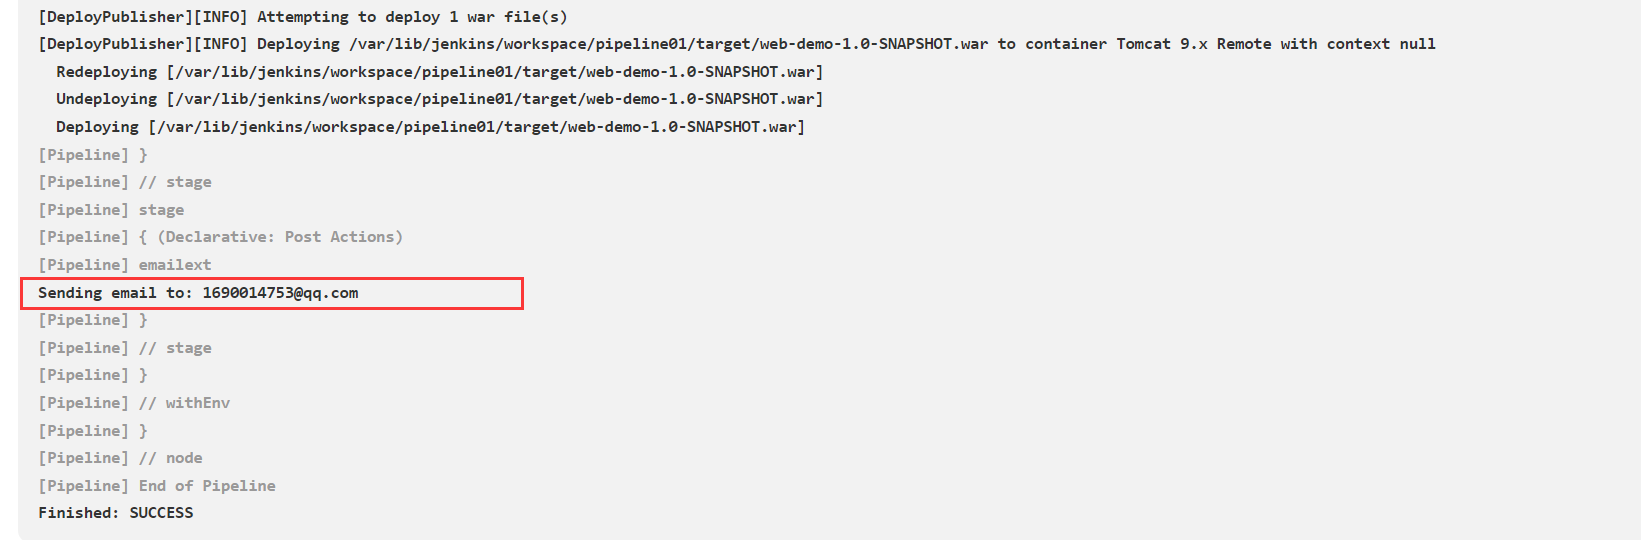 [DeployPublisher][INFO] Attempting to deploy 1 war file(s)
[DeployPublisher][INFO] Deploying /var/lib/jenkins/workspace/pipeline01/target/web-demo-1.0-SNAPSHOT.war to container Tomcat 9.x Remote with context null
  Redeploying [/var/lib/jenkins/workspace/pipeline01/target/web-demo-1.0-SNAPSHOT.war]
  Undeploying [/var/lib/jenkins/workspace/pipeline01/target/web-demo-1.0-SNAPSHOT.war]
  Deploying [/var/lib/jenkins/workspace/pipeline01/target/web-demo-1.0-SNAPSHOT.war]
[Pipeline] }
[Pipeline] // stage
[Pipeline] stage
[Pipeline] { (Declarative: Post Actions)
[Pipeline] emailext
Sending email to: 1690014753@qq.com
[Pipeline] }
[Pipeline] // stage
[Pipeline] }
[Pipeline] // withEnv
[Pipeline] }
[Pipeline] // node
[Pipeline] End of Pipeline
Finished: SUCCESS